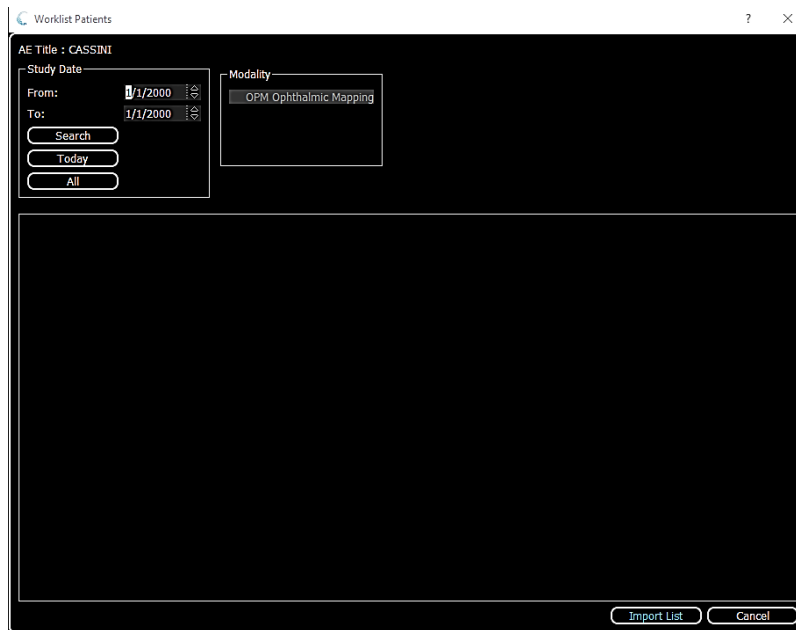 Worklist Patients
AE Title : CASSINI
Study Date
From: 1/1/2000
To: 1/1/2000
Search
Today
All
Modality
OPM Ophthalmic Mapping
Import List
Cancel